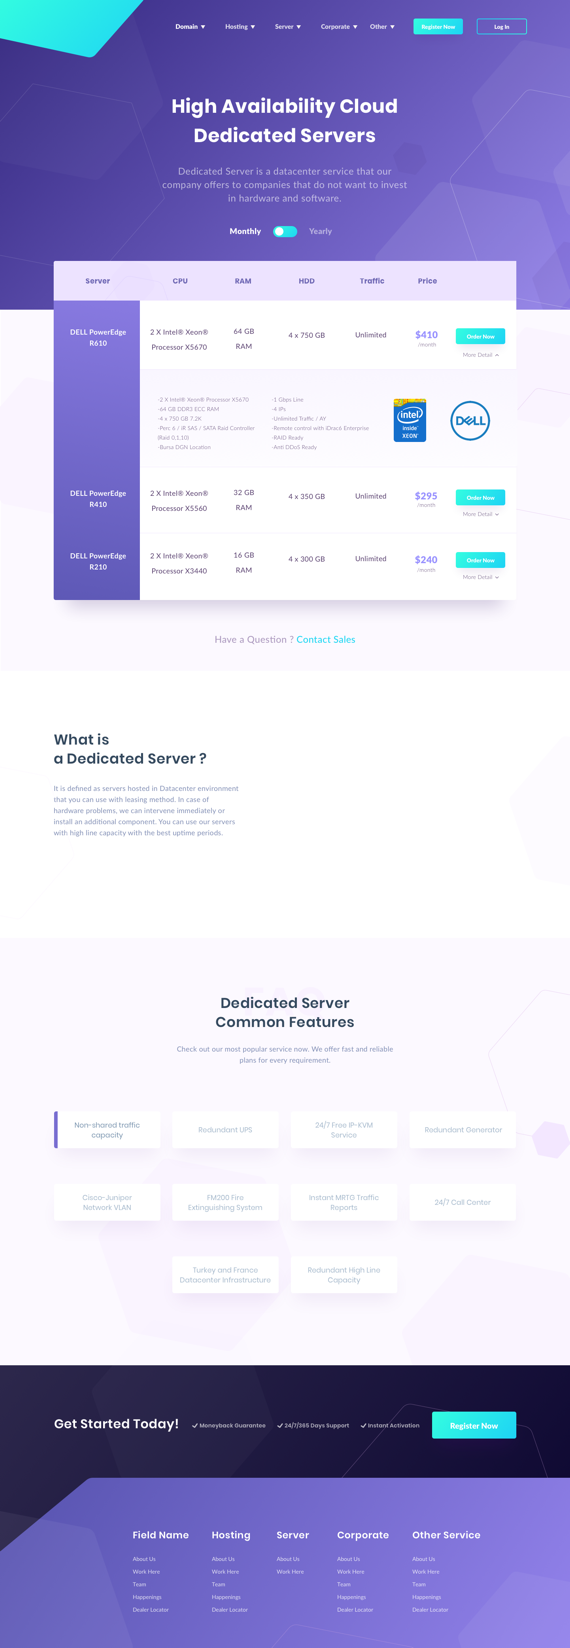 Domain Hosting Server Corporate Other Register Now Log In
High Availability Cloud
Dedicated Servers
Dedicated Server is a datacenter service that our
company offers to companies that do not want to invest
in hardware and software.
Monthly Yearly
Server CPU RAM HDD Traffic Price
DELL PowerEdge
R610
2 X Intel® Xeon®
Processor X5670
64 GB
RAM
4 x 750 GB
Unlimited
$410
/month
Order Now
More Detail
-2 X Intel® Xeon® Processor X5670
-64 GB DDR3 ECC RAM
-4 x 750 GB 7.2K
-Perc 6 / iR SAS / SATA Raid Controller
(Raid 0,1,10)
-Bursa DGN Location
-1 Gbps Line
-4 IPs
-Unlimited Traffic / AY
-Remote control with iDrac6 Enterprise
-RAID Ready
-Anti DDoS Ready
intel
inside
XEON
DELL
DELL PowerEdge
R410
2 X Intel® Xeon®
Processor X5560
32 GB
RAM
4 x 350 GB
Unlimited
$295
/month
Order Now
More Detail
DELL PowerEdge
R210
2 X Intel® Xeon®
Processor X3440
16 GB
RAM
4 x 300 GB
Unlimited
$240
/month
Order Now
More Detail
Have a Question ? Contact Sales
What is
a Dedicated Server ?
It is defined as servers hosted in Datacenter environment
that you can use with leasing method. In case of
hardware problems, we can intervene immediately or
install an additional component. You can use our servers
with high line capacity with the best uptime periods.
FAQ
Dedicated Server
Common Features
Check out our most popular service now. We offer fast and reliable
plans for every requirement.
Non-shared traffic
capacity
Redundant UPS
24/7 Free IP-KVM
Service
Redundant Generator
Cisco-Juniper
Network VLAN
FM200 Fire
Extinguishing System
Instant MRTG Traffic
Reports
24/7 Call Center
Turkey and France
Datacenter Infrastructure
Redundant High Line
Capacity
Get Started Today! Moneyback Guarantee 24/7/365 Days Support Instant Activation Register Now
Field Name Hosting Server Corporate Other Service
About Us About Us About Us About Us About Us
Work Here Work Here Work Here Work Here Work Here
Team Team Team Team
Happenings Happenings Happenings Happenings
Dealer Locator Dealer Locator Dealer Locator Dealer Locator